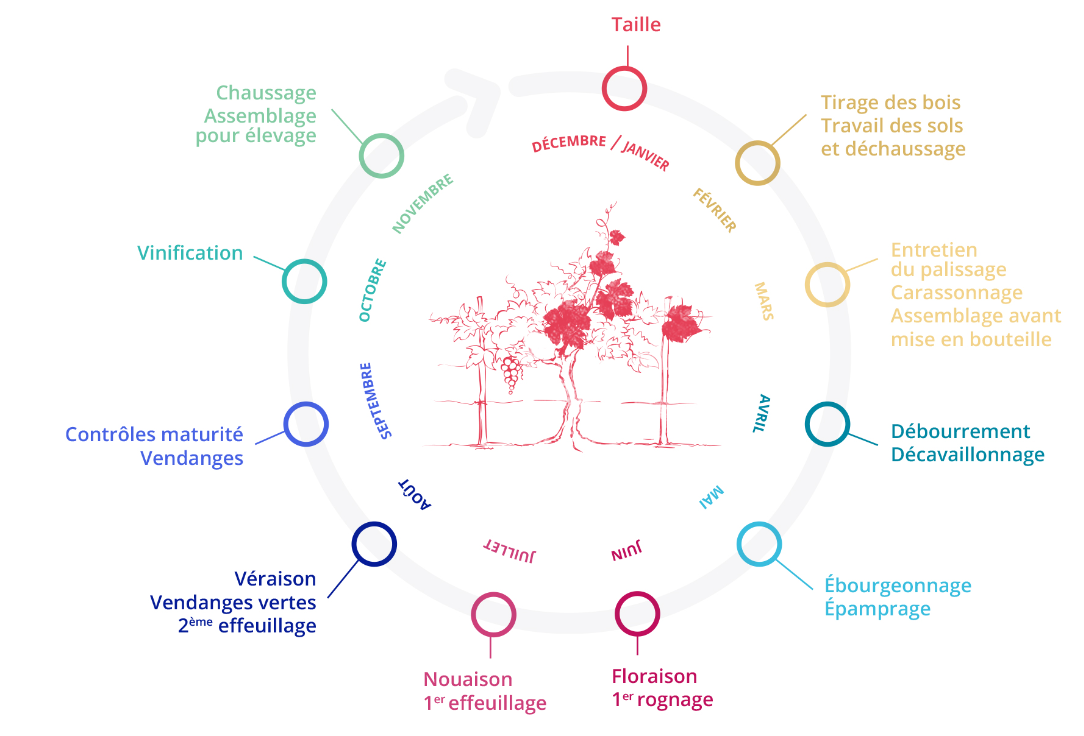 Taille
DÉCEMBRE / JANVIER
Tirage des bois
Travail des sols
et déchaussage
FÉVRIER
Entretien
du palissage
Carassonnage
Assemblage avant
mise en bouteille
MARS
Débourrement
Décavaillonnage
AVRIL
Ébourgeonnage
Épamprage
MAI
Floraison
1er rognage
JUIN
Nouaison
1er effeuillage
JUILLET
Véraison
Vendanges vertes
2ème effeuillage
AOÛT
Contrôles maturité
Vendanges
SEPTEMBRE
Vinification
OCTOBRE
Chaussage
Assemblage
pour élevage
NOVEMBRE